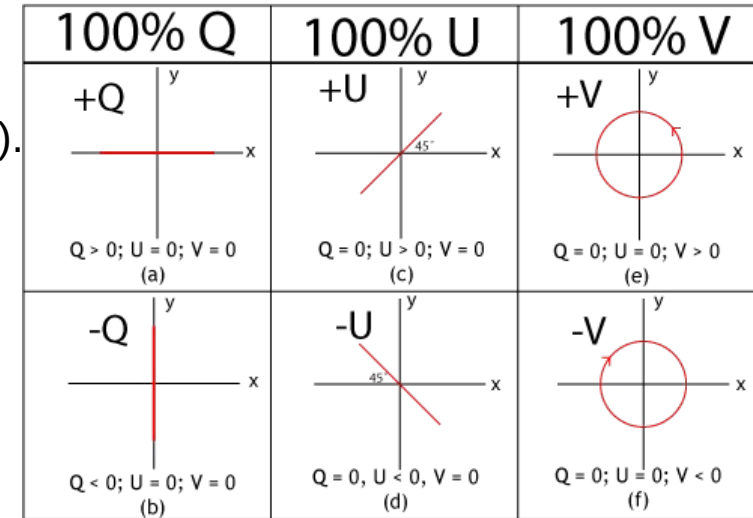 100% Q 100% U 100% V
).
+Q y x
+U y 45° x
+V y x
Q > 0; U = 0; V = 0
Q = 0; U > 0; V = 0
Q = 0; U = 0; V > 0
(a) (c) (e)
-Q y x
-U y 45° x
-V y x
Q < 0; U = 0; V = 0
Q = 0, U < 0, V = 0
Q = 0; U = 0; V < 0
(b) (d) (f)